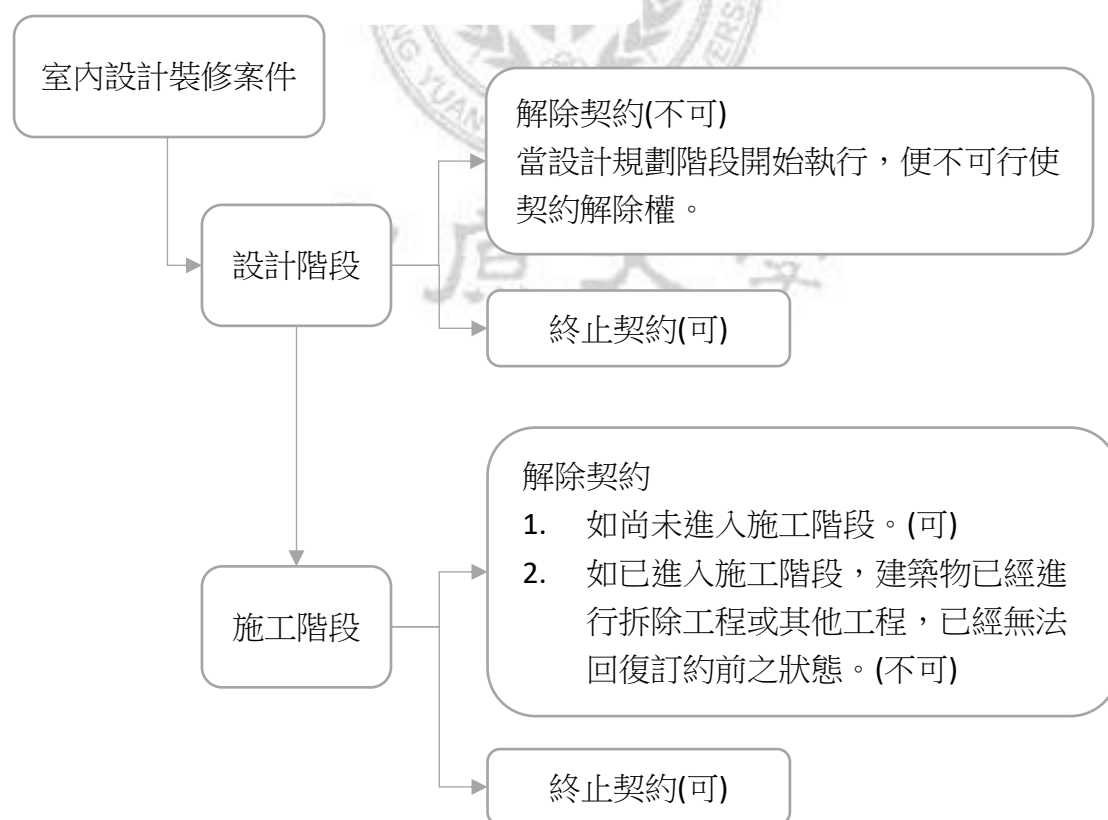 室內設計裝修案件
解除契約(不可)
當設計規劃階段開始執行，便不可行使
契約解除權。
設計階段
終止契約(可)
解除契約
1. 如尚未進入施工階段。(可)
2. 如已進入施工階段，建築物已經進
行拆除工程或其他工程，已經無法
回復訂約前之狀態。(不可)
施工階段
終止契約(可)